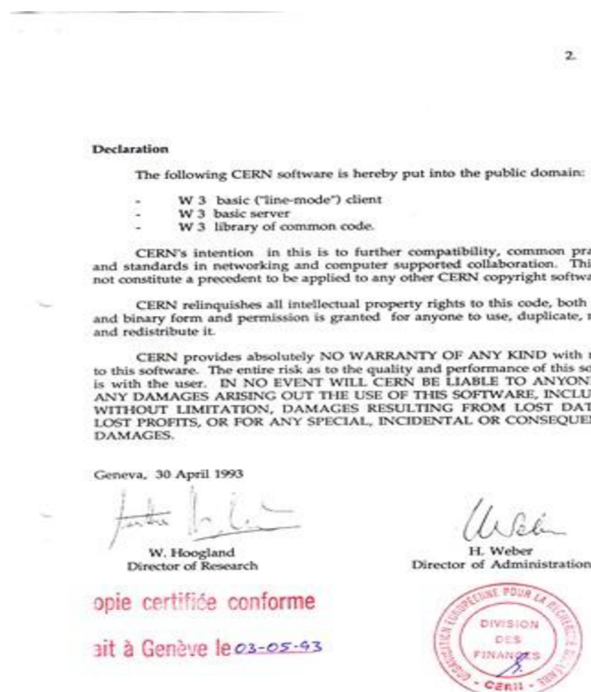 2.
Declaration
The following CERN software is hereby put into the public domain:
- W 3 basic ("line-mode") client
- W 3 basic server
- W 3 library of common code.
CERN's intention in this is to further compatibility, common pra
and standards in networking and computer supported collaboration. Thi
not constitute a precedent to be applied to any other CERN copyright softwa
CERN relinquishes all intellectual property rights to this code, both
and binary form and permission is granted for anyone to use, duplicate,
and redistribute it.
CERN provides absolutely NO WARRANTY OF ANY KIND with
to this software. The entire risk as to the quality and performance of this so
is with the user. IN NO EVENT WILL CERN BE LIABLE TO ANYON
ANY DAMAGES ARISING OUT THE USE OF THIS SOFTWARE, INCLU
WITHOUT LIMITATION, DAMAGES RESULTING FROM LOST DAT
LOST PROFITS, OR FOR ANY SPECIAL, INCIDENTAL OR CONSEQUE
DAMAGES.
Geneva, 30 April 1993
W. Hoogland
Director of Research
H. Weber
Director of Administration
opie certifiée conforme
ait à Genève le 03-05-93
ORGANISATION EUROPÉENNE POUR LA RECHERCHE NUCLÉAIRE
DIVISION
DES
FINANCES
- CERN -